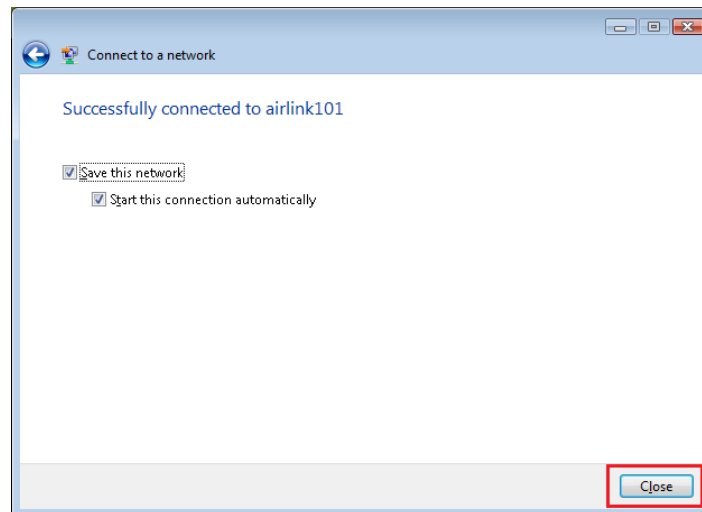 Connect to a network
Successfully connected to airlink101
Save this network
Start this connection automatically
Close